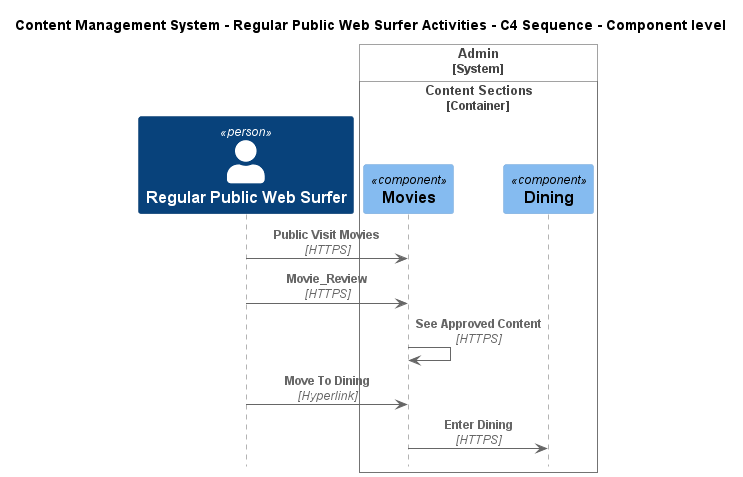 Content Management System - Regular Public Web Surfer Activities - C4 Sequence - Component level
Admin
[System]
Content Sections
[Container]
«person»
Regular Public Web Surfer
«component»
Movies
«component»
Dining
Public Visit Movies
[HTTPS]
Movie_Review
[HTTPS]
See Approved Content
[HTTPS]
Move To Dining
[Hyperlink]
Enter Dining
[HTTPS]